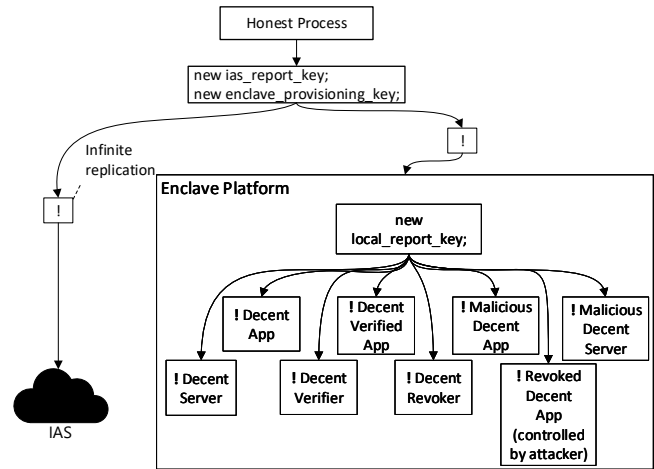 Honest Process
new ias_report_key;
new enclave_provisioning_key;
!
Infinite
replication
!
Enclave Platform
new
local_report_key;
! Decent
App
! Decent
Verified
App
! Malicious
Decent
App
! Malicious
Decent
Server
! Decent
Server
! Decent
Verifier
! Decent
Revoker
! Revoked
Decent
App
(controlled
by attacker)
IAS